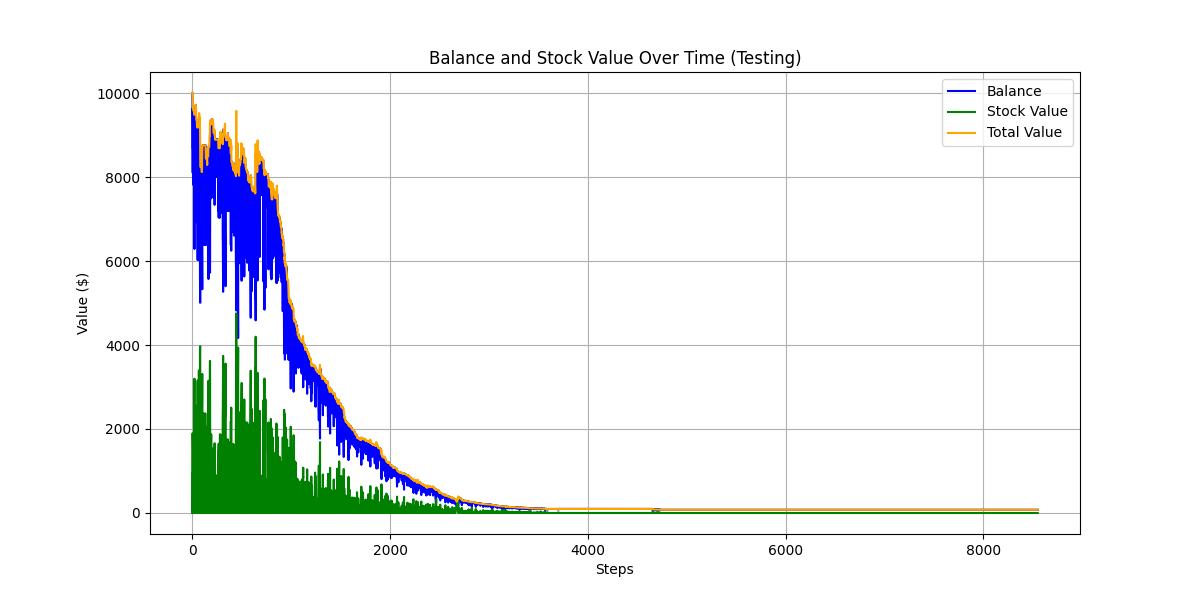 Balance and Stock Value Over Time (Testing)
Balance
Stock Value
Total Value
Value ($)
10000
8000
6000
4000
2000
0
0 2000 4000 6000 8000
Steps